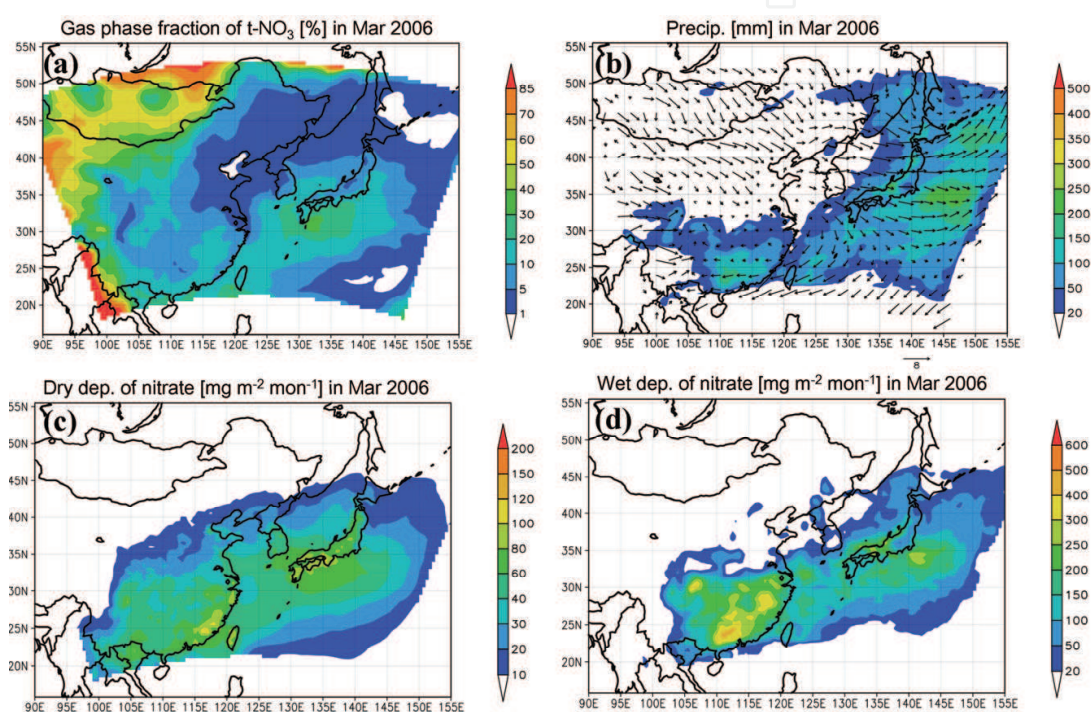 Gas phase fraction of t-NO₃ [%] in Mar 2006
(a)
55N
50N
45N
40N
35N
30N
25N
20N
90E 95E 100E 105E 110E 115E 120E 125E 130E 135E 140E 145E 150E 155E
85
70
60
50
40
30
20
10
5
1
Precip. [mm] in Mar 2006
(b)
55N
50N
45N
40N
35N
30N
25N
20N
90E 95E 100E 105E 110E 115E 120E 125E 130E 135E 140E 145E 150E 155E
8
500
400
350
300
250
200
150
100
50
20
Dry dep. of nitrate [mg m⁻² mon⁻¹] in Mar 2006
(c)
55N
50N
45N
40N
35N
30N
25N
20N
90E 95E 100E 105E 110E 115E 120E 125E 130E 135E 140E 145E 150E 155E
200
150
120
100
80
60
40
30
20
10
Wet dep. of nitrate [mg m⁻² mon⁻¹] in Mar 2006
(d)
55N
50N
45N
40N
35N
30N
25N
20N
90E 95E 100E 105E 110E 115E 120E 125E 130E 135E 140E 145E 150E 155E
600
500
400
300
250
200
150
100
50
20